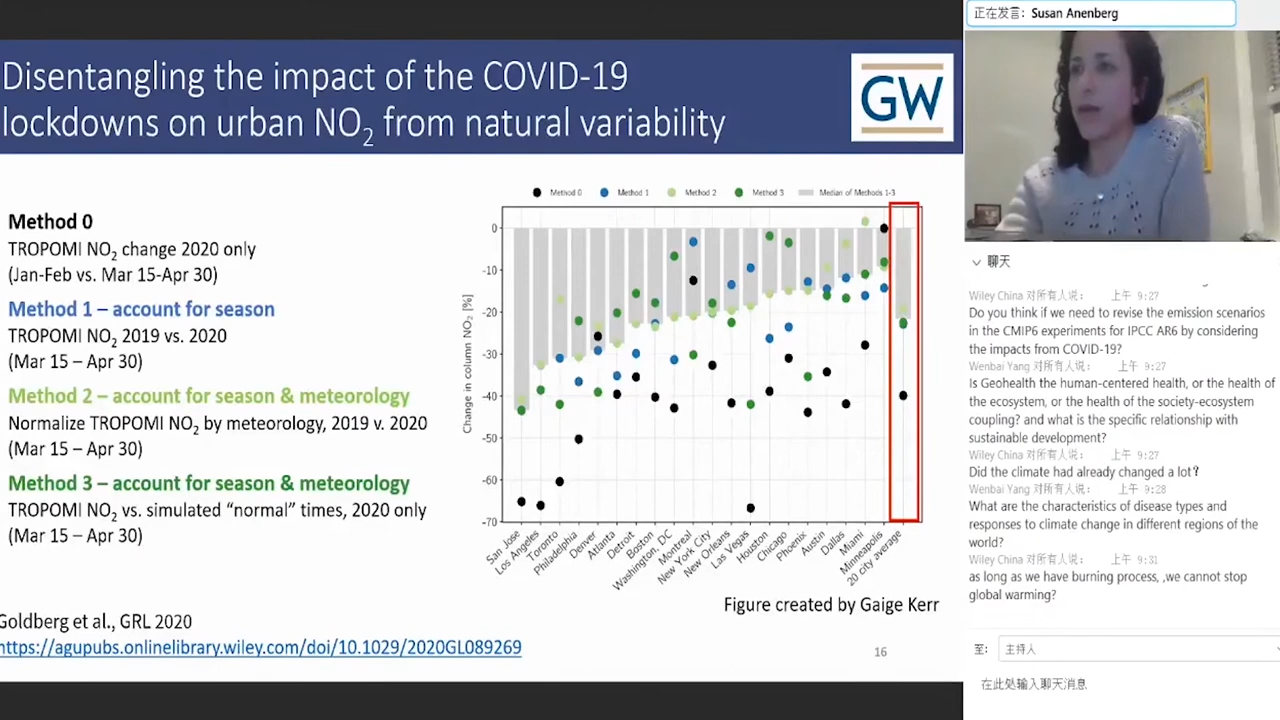 正在发言: Susan Anenberg
Disentangling the impact of the COVID-19
lockdowns on urban NO2 from natural variability
GW
Method 0
TROPOMI NO2 change 2020 only
(Jan-Feb vs. Mar 15-Apr 30)
Method 1 – account for season
TROPOMI NO2 2019 vs. 2020
(Mar 15 – Apr 30)
Method 2 – account for season & meteorology
Normalize TROPOMI NO2 by meteorology, 2019 v. 2020
(Mar 15 – Apr 30)
Method 3 – account for season & meteorology
TROPOMI NO2 vs. simulated “normal” times, 2020 only
(Mar 15 – Apr 30)
Method 0 Method 1 Method 2 Method 3 Median of Methods 1-3
Change in column NO2 [%]
0
-10
-20
-30
-40
-50
-60
-70
San Jose
Los Angeles
Toronto
Philadelphia
Denver
Atlanta
Detroit
Boston
Washington, DC
Montreal
New York City
New Orleans
Las Vegas
Houston
Chicago
Phoenix
Austin
Dallas
Miami
Minneapolis
20 city average
Figure created by Gaige Kerr
Goldberg et al., GRL 2020
https://agupubs.onlinelibrary.wiley.com/doi/10.1029/2020GL089269
16
聊天
Wiley China 对所有人说: 上午 9:27
Do you think if we need to revise the emission scenarios
in the CMIP6 experiments for IPCC AR6 by considering
the impacts from COVID-19?
Wenbai Yang 对所有人说: 上午 9:27
Is Geohealth the human-centered health, or the health of
the ecosystem, or the health of the society-ecosystem
coupling? and what is the specific relationship with
sustainable development?
Wiley China 对所有人说: 上午 9:27
Did the climate had already changed a lot?
Wenbai Yang 对所有人说: 上午 9:28
What are the characteristics of disease types and
responses to climate change in different regions of the
world?
Wiley China 对所有人说: 上午 9:31
as long as we have burning process, ,we cannot stop
global warming?
至: 主持人
在此处输入聊天消息